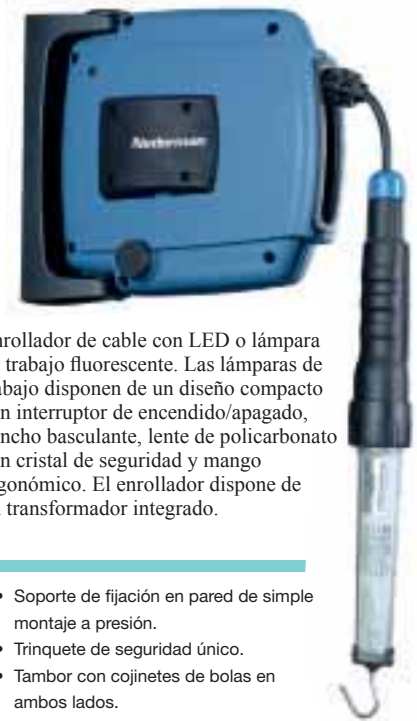 Nederman
nrollador de cable con LED o lámpara
trabajo fluorescente. Las lámparas de
abajo disponen de un diseño compacto
n interruptor de encendido/apagado,
ncho basculante, lente de policarbonato
n cristal de seguridad y mango
gonómico. El enrollador dispone de
transformador integrado.
• Soporte de fijación en pared de simple
montaje a presión.
• Trinquete de seguridad único.
• Tambor con cojinetes de bolas en
ambos lados.